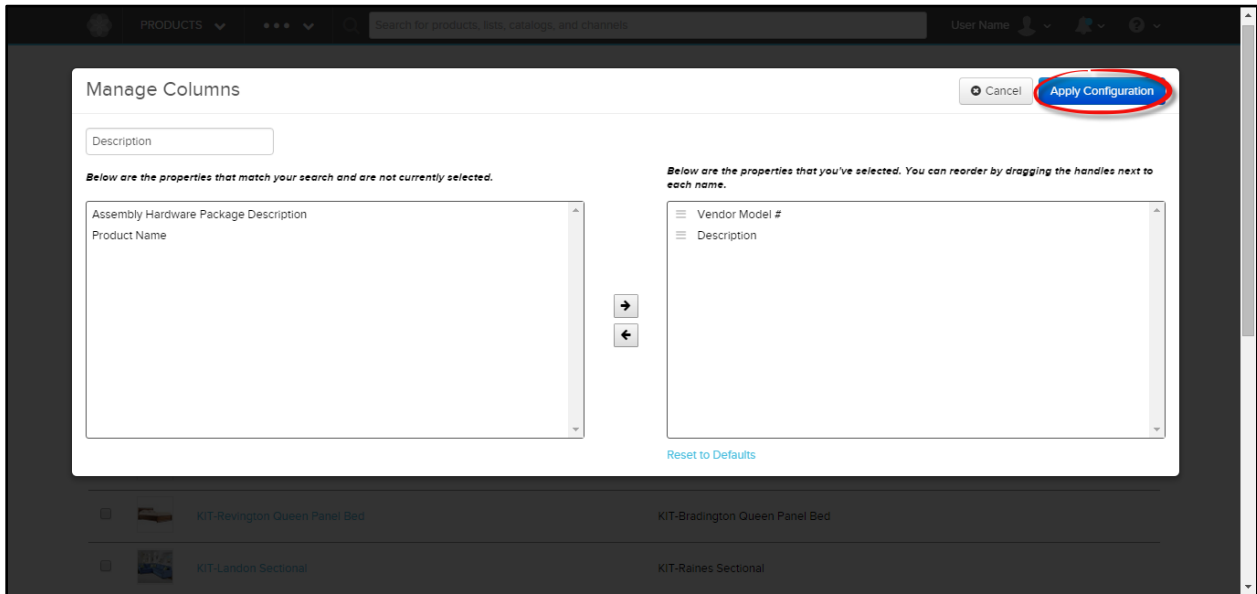 PRODUCTS
Search for products, lists, catalogs, and channels
User Name
Manage Columns
Cancel
Apply Configuration
Description
Below are the properties that match your search and are not currently selected.
Below are the properties that you've selected. You can reorder by dragging the handles next to
each name.
Assembly Hardware Package Description
Product Name
Vendor Model #
Description
Reset to Defaults
KIT-Revington Queen Panel Bed
KIT-Bradington Queen Panel Bed
KIT-Landon Sectional
KIT-Raines Sectional